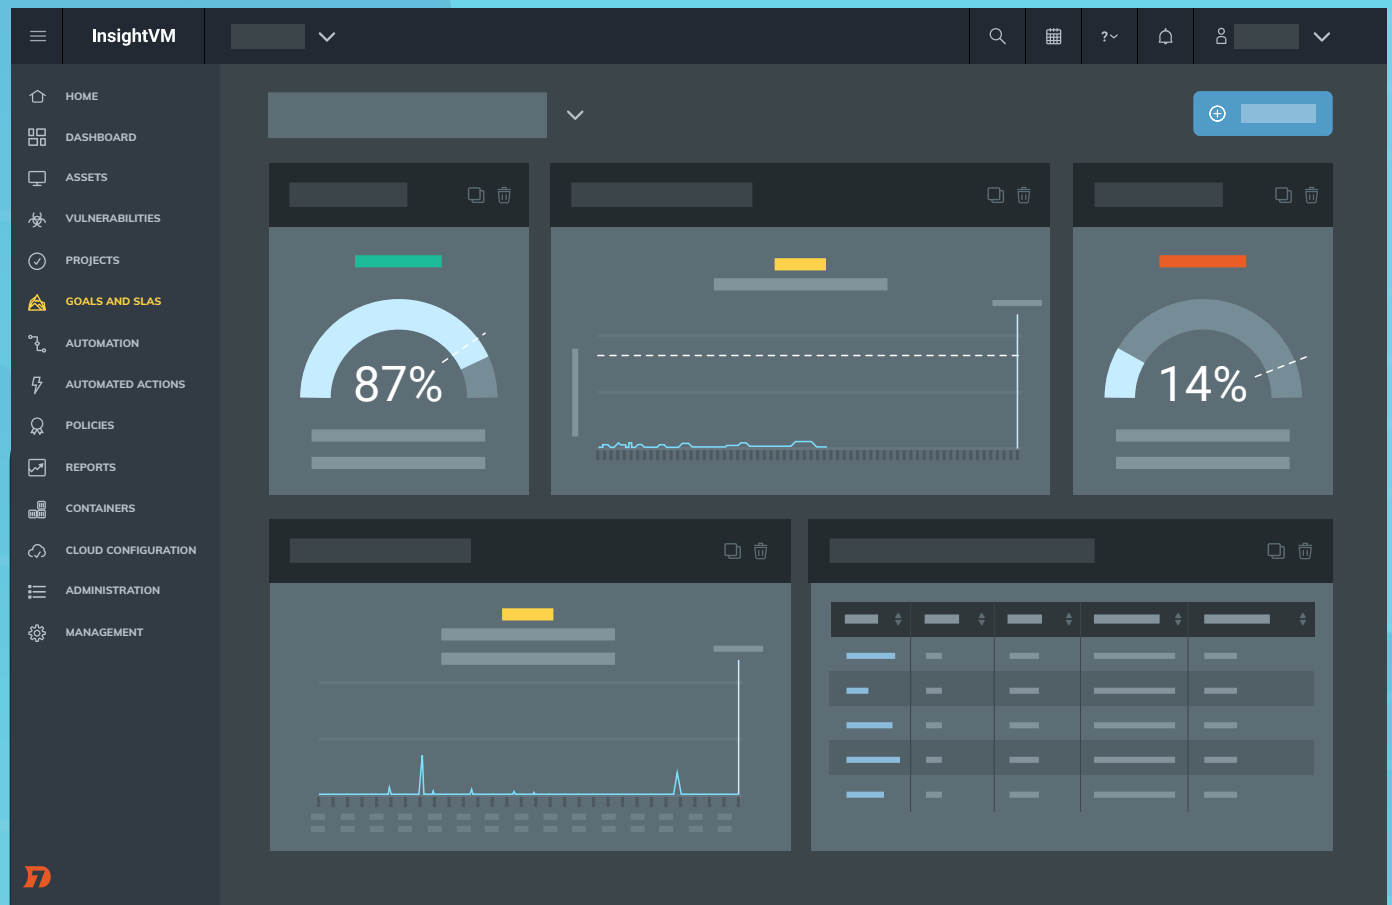 InsightVM
?
HOME
DASHBOARD
ASSETS
VULNERABILITIES
PROJECTS
GOALS AND SLAS
AUTOMATION
AUTOMATED ACTIONS
POLICIES
REPORTS
CONTAINERS
CLOUD CONFIGURATION
ADMINISTRATION
MANAGEMENT
87%
14%